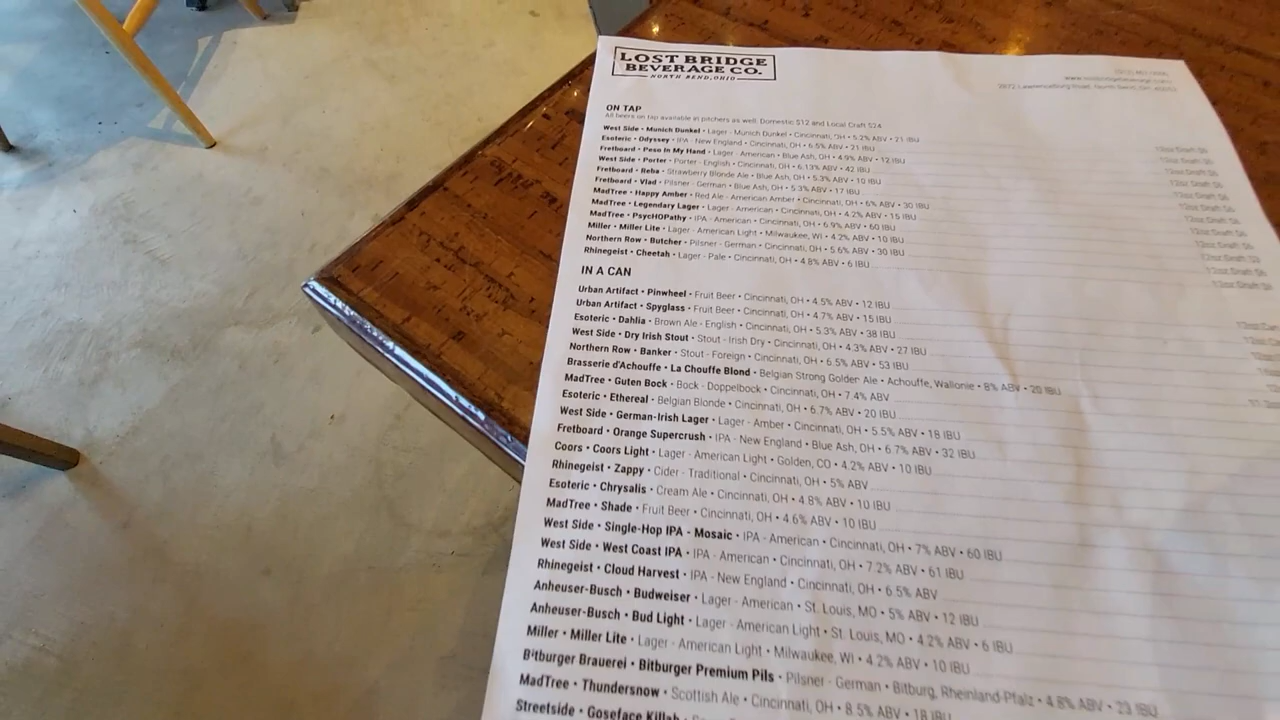 LOST BRIDGE
BEVERAGE CO.
NORTH BEND, OHIO
ON TAP
All beers on tap available in pitchers as well. Domestic $12 and Local Craft $24
West Side • Munich Dunkel • Lager - Munich Dunkel • Cincinnati, OH • 5.2% ABV • 21 IBU
Esoteric • Odyssey • IPA - New England • Cincinnati, OH • 6.5% ABV • 21 IBU
Fretboard • Peso In My Hand • Lager - American • Blue Ash, OH • 4.9% ABV • 12 IBU
West Side • Porter • Porter - English • Cincinnati, OH • 6.13% ABV • 42 IBU
Fretboard • Reba • Strawberry Blonde Ale • Blue Ash, OH • 5.3% ABV • 10 IBU
Fretboard • Vlad • Pilsner - German • Blue Ash, OH • 5.3% ABV • 17 IBU
MadTree • Happy Amber • Red Ale - American Amber • Cincinnati, OH • 6% ABV • 30 IBU
MadTree • Legendary Lager • Lager - American • Cincinnati, OH • 4.2% ABV • 15 IBU
MadTree • PsycHOPathy • IPA - American • Cincinnati, OH • 6.9% ABV • 60 IBU
Miller • Miller Lite • Lager - American Light • Milwaukee, WI • 4.2% ABV • 10 IBU
Northern Row • Butcher • Pilsner - German • Cincinnati, OH • 5.6% ABV • 30 IBU
Rhinegeist • Cheetah • Lager - Pale • Cincinnati, OH • 4.8% ABV • 6 IBU
IN A CAN
Urban Artifact • Pinwheel • Fruit Beer • Cincinnati, OH • 4.5% ABV • 12 IBU
Urban Artifact • Spyglass • Fruit Beer • Cincinnati, OH • 4.7% ABV • 15 IBU
Esoteric • Dahlia • Brown Ale - English • Cincinnati, OH • 5.3% ABV • 38 IBU
West Side • Dry Irish Stout • Stout - Irish Dry • Cincinnati, OH • 4.3% ABV • 27 IBU
Northern Row • Banker • Stout - Foreign • Cincinnati, OH • 6.5% ABV • 53 IBU
Brasserie d'Achouffe • La Chouffe Blond • Belgian Strong Golden Ale • Achouffe, Wallonie • 8% ABV • 20 IBU
MadTree • Guten Bock • Bock - Doppelbock • Cincinnati, OH • 7.4% ABV
Esoteric • Ethereal • Belgian Blonde • Cincinnati, OH • 6.7% ABV • 20 IBU
West Side • German-Irish Lager • Lager - Amber • Cincinnati, OH • 5.5% ABV • 18 IBU
Fretboard • Orange Supercrush • IPA - New England • Blue Ash, OH • 6.7% ABV • 32 IBU
Coors • Coors Light • Lager - American Light • Golden, CO • 4.2% ABV • 10 IBU
Rhinegeist • Zappy • Cider - Traditional • Cincinnati, OH • 5% ABV
Esoteric • Chrysalis • Cream Ale • Cincinnati, OH • 4.8% ABV • 10 IBU
MadTree • Shade • Fruit Beer • Cincinnati, OH • 4.6% ABV • 10 IBU
West Side • Single-Hop IPA - Mosaic • IPA - American • Cincinnati, OH • 7% ABV • 60 IBU
West Side • West Coast IPA • IPA - American • Cincinnati, OH • 7.2% ABV • 61 IBU
Rhinegeist • Cloud Harvest • IPA - New England • Cincinnati, OH • 6.5% ABV
Anheuser-Busch • Budweiser • Lager - American • St. Louis, MO • 5% ABV • 12 IBU
Anheuser-Busch • Bud Light • Lager - American Light • St. Louis, MO • 4.2% ABV • 6 IBU
Miller • Miller Lite • Lager - American Light • Milwaukee, WI • 4.2% ABV • 10 IBU
Bitburger Brauerei • Bitburger Premium Pils • Pilsner - German • Bitburg, Rheinland-Pfalz • 4.8% ABV • 23 IBU
MadTree • Thundersnow • Scottish Ale • Cincinnati, OH • 8.5% ABV • 18 IBU
Streetside • Goseface Killah